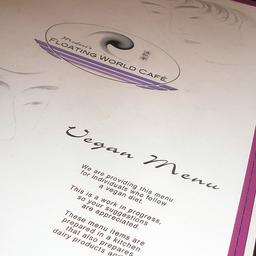 FLOATING WORLD CAFÉ
Vegan Menu
We are providing this menu
for individuals who follow
a vegan diet.
This is a work in progress,
so your suggestions
are appreciated.
These menu items are
prepared in a kitchen
that also prepares
dairy products and